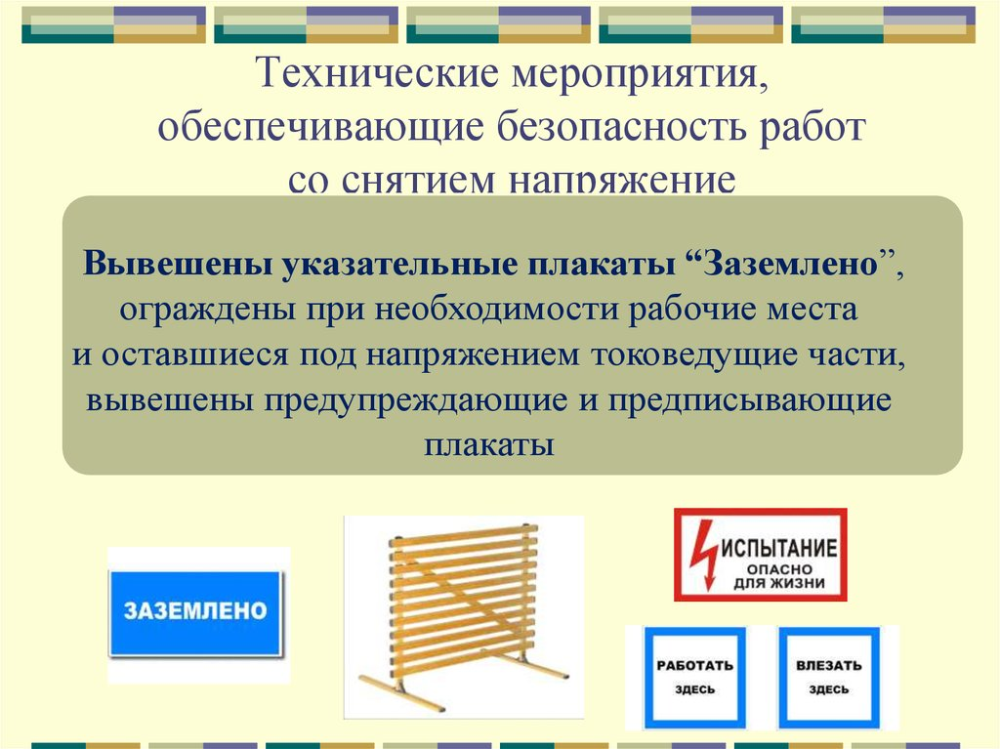 Технические мероприятия,
обеспечивающие безопасность работ
со снятием напряжение
Вывешены указательные плакаты “Заземлено”,
ограждены при необходимости рабочие места
и оставшиеся под напряжением токоведущие части,
вывешены предупреждающие и предписывающие
плакаты
ЗАЗЕМЛЕНО
ИСПЫТАНИЕ
ОПАСНО
ДЛЯ ЖИЗНИ
РАБОТАТЬ
ЗДЕСЬ
ВЛЕЗАТЬ
ЗДЕСЬ